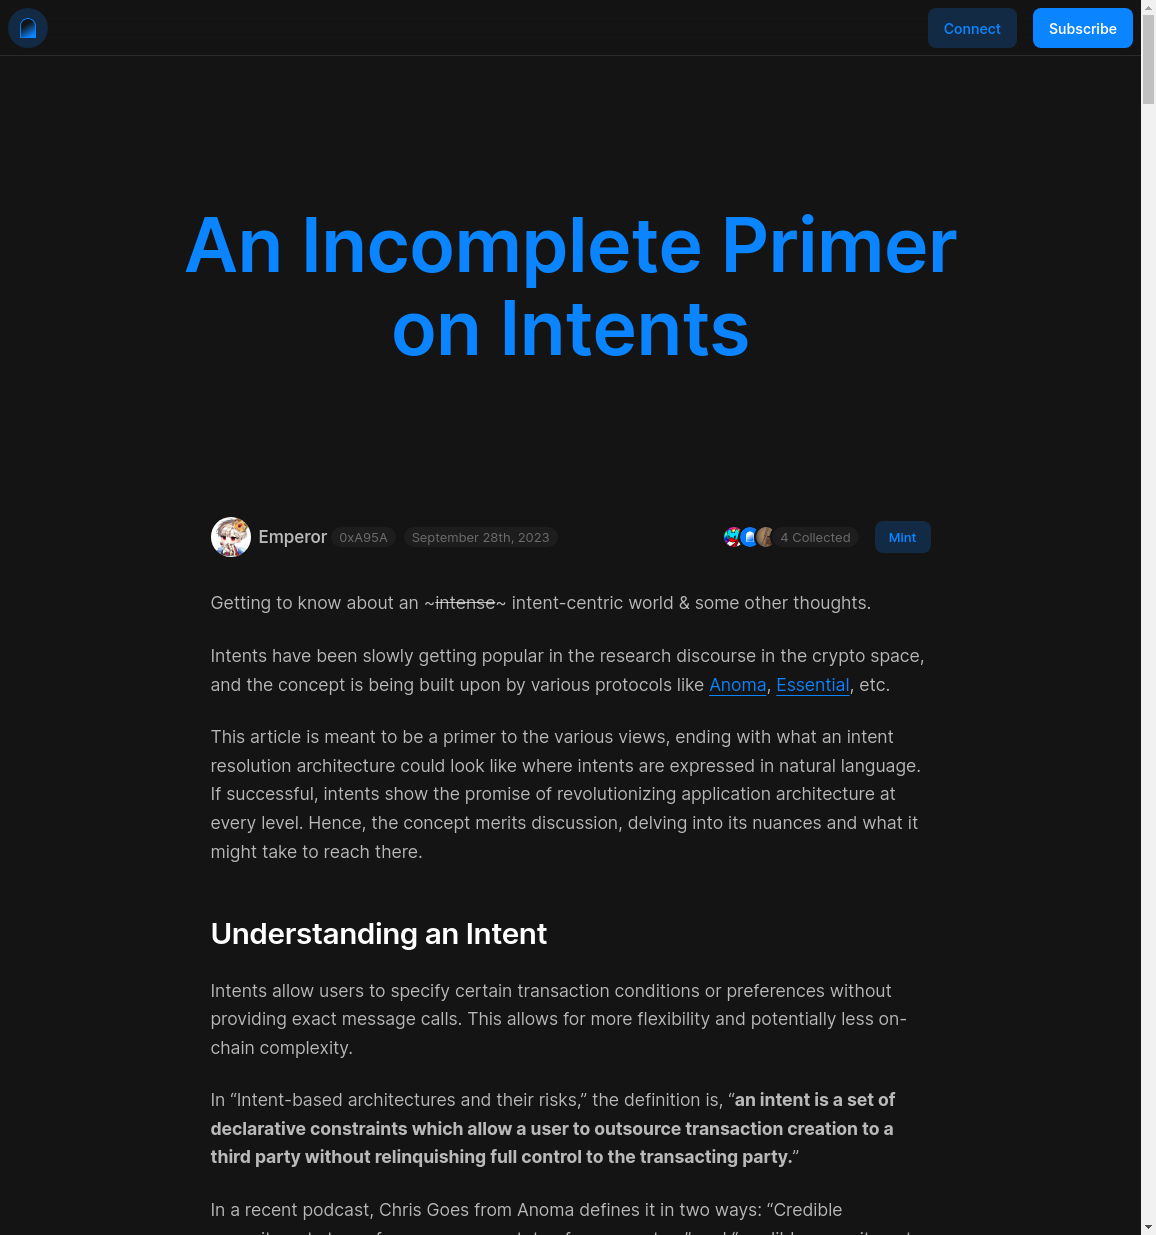 Connect
Subscribe
An Incomplete Primer
on Intents
Emperor 0xA95A September 28th, 2023 4 Collected Mint
Getting to know about an ~intense~ intent-centric world & some other thoughts.
Intents have been slowly getting popular in the research discourse in the crypto space,
and the concept is being built upon by various protocols like Anoma, Essential, etc.
This article is meant to be a primer to the various views, ending with what an intent
resolution architecture could look like where intents are expressed in natural language.
If successful, intents show the promise of revolutionizing application architecture at
every level. Hence, the concept merits discussion, delving into its nuances and what it
might take to reach there.
Understanding an Intent
Intents allow users to specify certain transaction conditions or preferences without
providing exact message calls. This allows for more flexibility and potentially less on-
chain complexity.
In “Intent-based architectures and their risks,” the definition is, “an intent is a set of
declarative constraints which allow a user to outsource transaction creation to a
third party without relinquishing full control to the transacting party.”
In a recent podcast, Chris Goes from Anoma defines it in two ways: “Credible